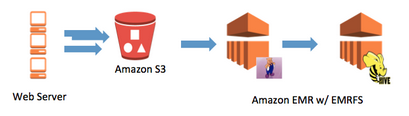 Amazon S3
HIVE
Web Server
Amazon EMR w/ EMRFS